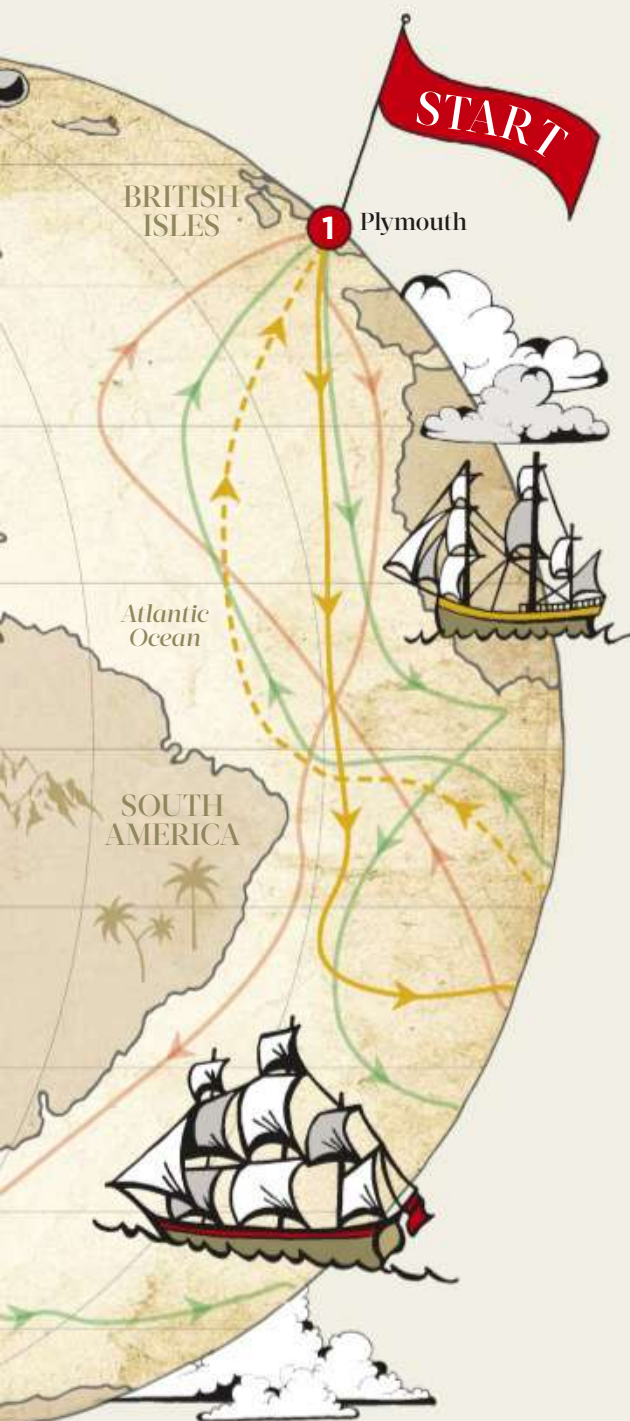 START
BRITISH
ISLES
1
Plymouth
Atlantic
Ocean
SOUTH
AMERICA